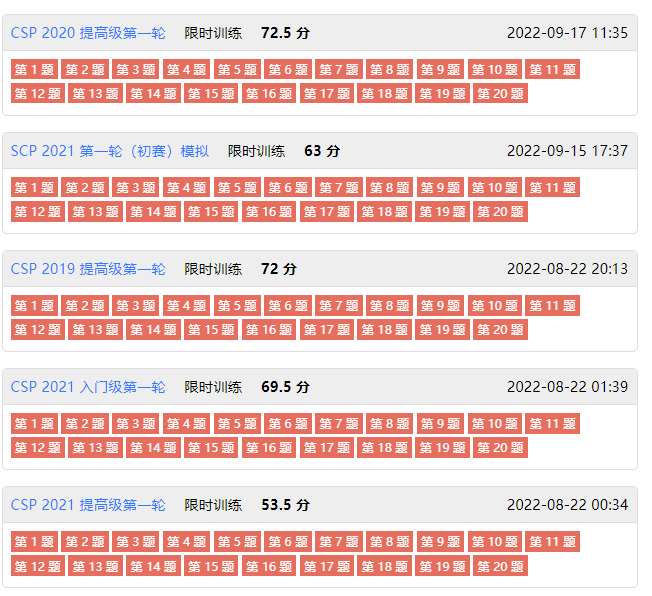 CSP 2020 提高级第一轮 限时训练 72.5 分 2022-09-17 11:35
第 1 题 第 2 题 第 3 题 第 4 题 第 5 题 第 6 题 第 7 题 第 8 题 第 9 题 第 10 题 第 11 题
第 12 题 第 13 题 第 14 题 第 15 题 第 16 题 第 17 题 第 18 题 第 19 题 第 20 题
SCP 2021 第一轮（初赛）模拟 限时训练 63 分 2022-09-15 17:37
第 1 题 第 2 题 第 3 题 第 4 题 第 5 题 第 6 题 第 7 题 第 8 题 第 9 题 第 10 题 第 11 题
第 12 题 第 13 题 第 14 题 第 15 题 第 16 题 第 17 题 第 18 题 第 19 题 第 20 题
CSP 2019 提高级第一轮 限时训练 72 分 2022-08-22 20:13
第 1 题 第 2 题 第 3 题 第 4 题 第 5 题 第 6 题 第 7 题 第 8 题 第 9 题 第 10 题 第 11 题
第 12 题 第 13 题 第 14 题 第 15 题 第 16 题 第 17 题 第 18 题 第 19 题 第 20 题
CSP 2021 入门级第一轮 限时训练 69.5 分 2022-08-22 01:39
第 1 题 第 2 题 第 3 题 第 4 题 第 5 题 第 6 题 第 7 题 第 8 题 第 9 题 第 10 题 第 11 题
第 12 题 第 13 题 第 14 题 第 15 题 第 16 题 第 17 题 第 18 题 第 19 题 第 20 题
CSP 2021 提高级第一轮 限时训练 53.5 分 2022-08-22 00:34
第 1 题 第 2 题 第 3 题 第 4 题 第 5 题 第 6 题 第 7 题 第 8 题 第 9 题 第 10 题 第 11 题
第 12 题 第 13 题 第 14 题 第 15 题 第 16 题 第 17 题 第 18 题 第 19 题 第 20 题